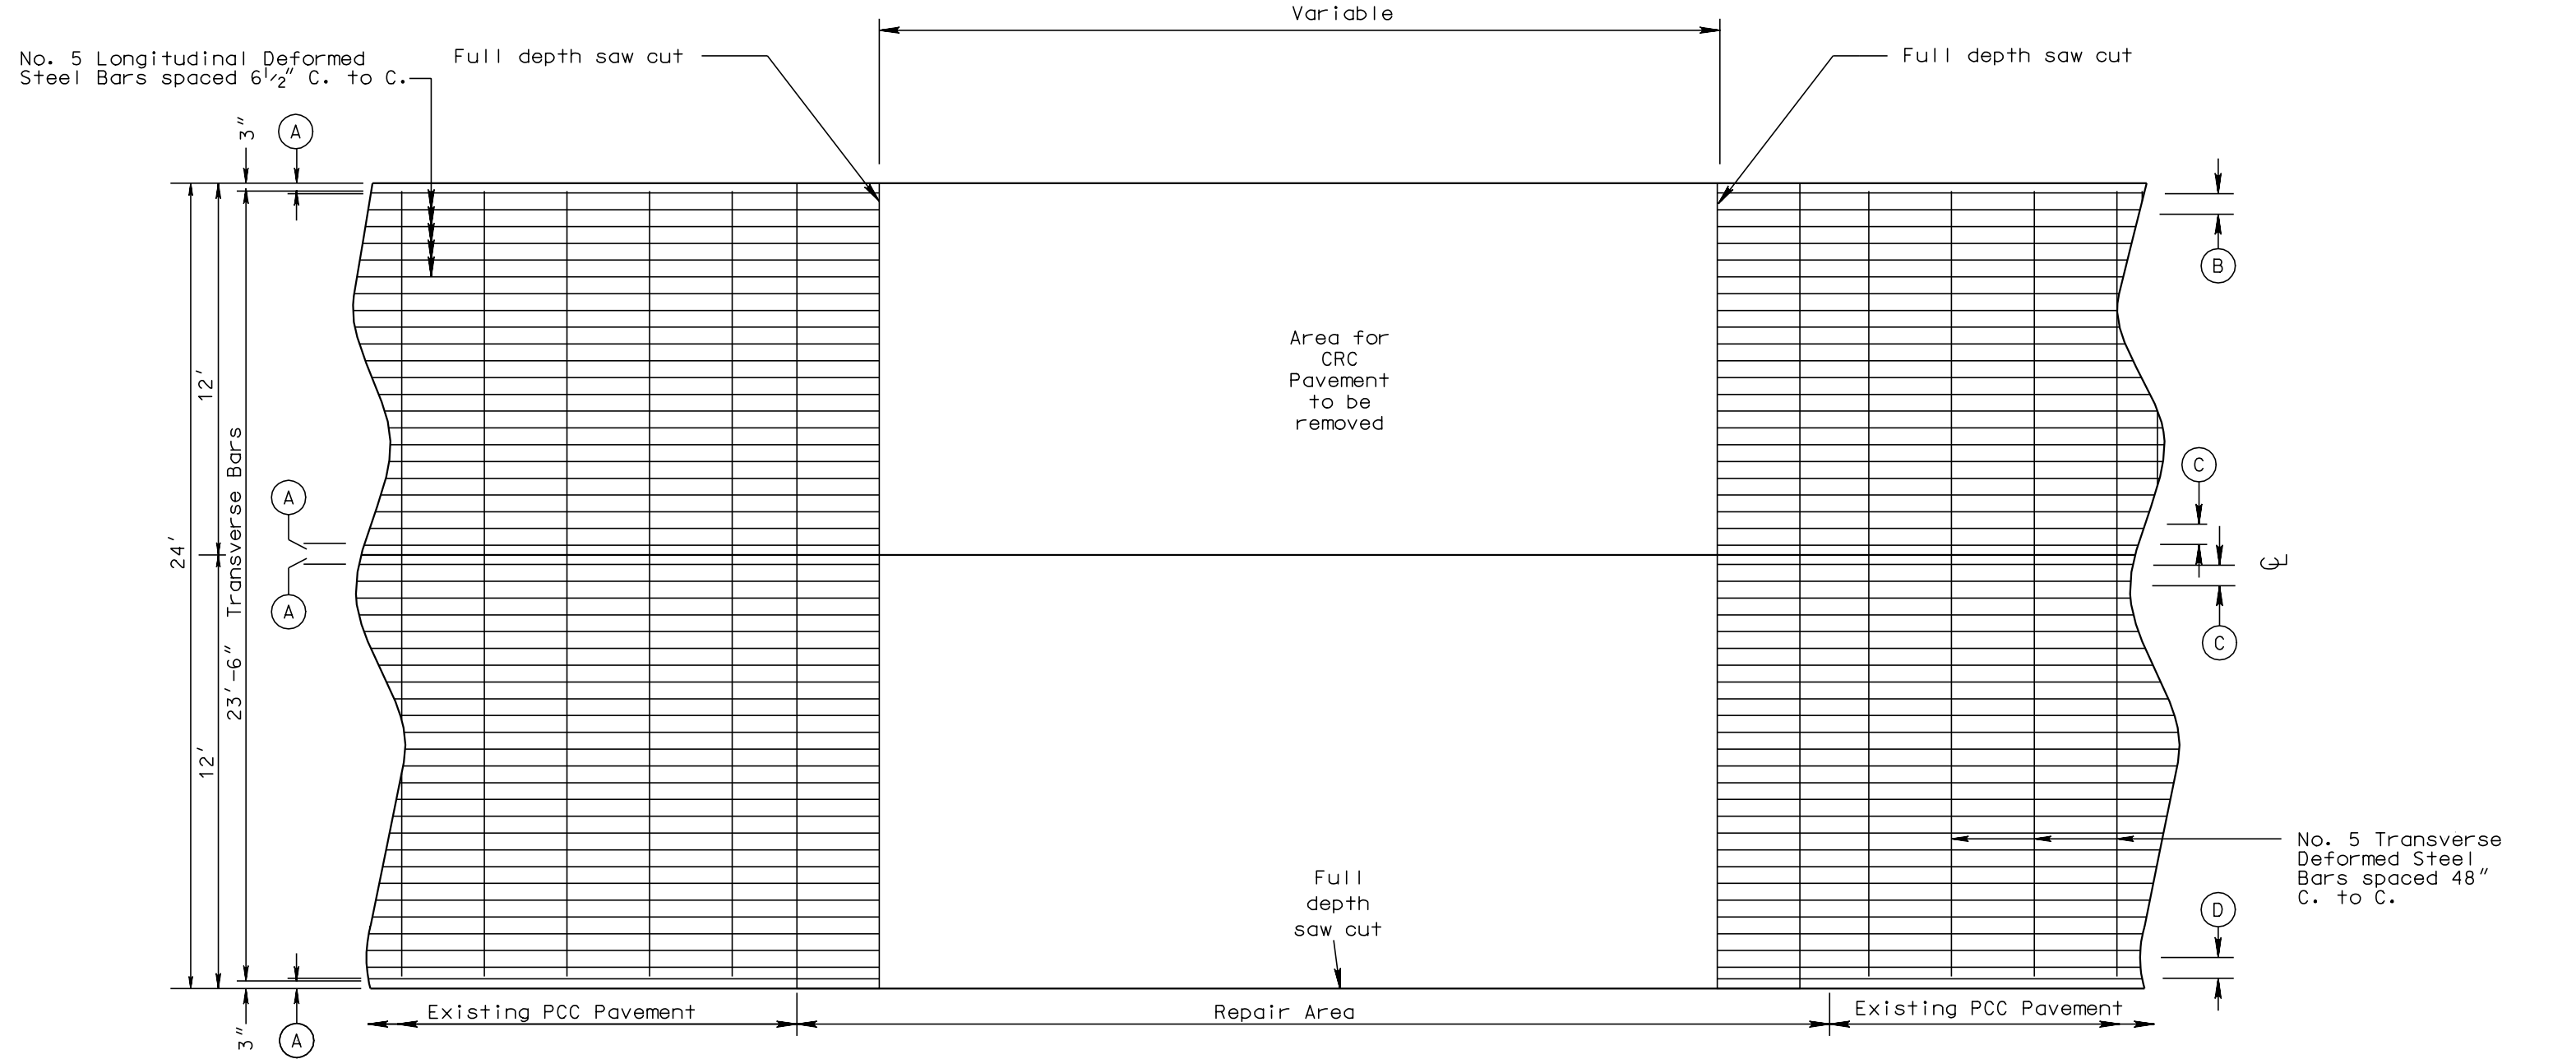 Variable
No. 5 Longitudinal Deformed
Steel Bars spaced 6 1/2" C. to C.
Full depth saw cut
Full depth saw cut
3"
A
B
Area for
CRC
Pavement
to be
removed
12'
24'
23'-6" Transverse Bars
A
A
C
C
℄
12'
Full
depth
saw cut
No. 5 Transverse
Deformed Steel
Bars spaced 48"
C. to C.
D
3"
A
Existing PCC Pavement
Repair Area
Existing PCC Pavement